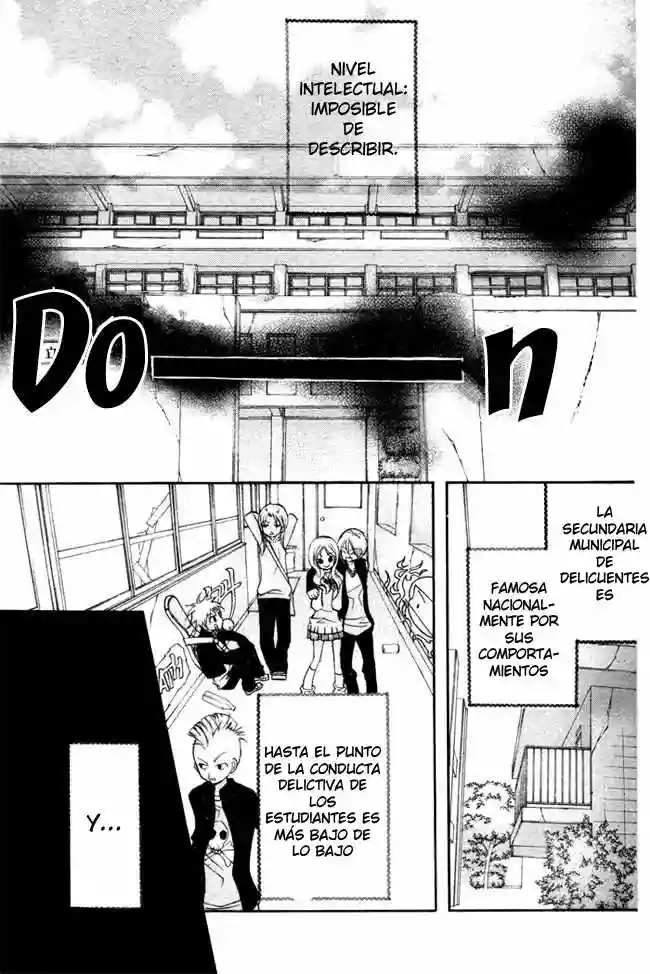 NIVEL
INTELECTUAL:
IMPOSIBLE
DE
DESCRIBIR.
DO
n
立
LA
SECUNDARIA
MUNICIPAL
DE
DELICUENTES
ES
FAMOSA
NACIONAL-
MENTE POR
SUS
COMPORTA-
MIENTOS
HASTA EL PUNTO
DE LA CONDUCTA
DELICTIVA DE
LOS
ESTUDIANTES ES
MÁS BAJO DE
LO BAJO
Y...